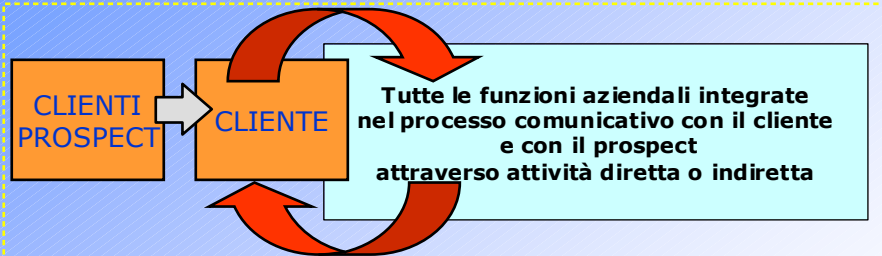 CLIENTI
PROSPECT
CLIENTE
Tutte le funzioni aziendali integrate
nel processo comunicativo con il cliente
e con il prospect
attraverso attività diretta o indiretta